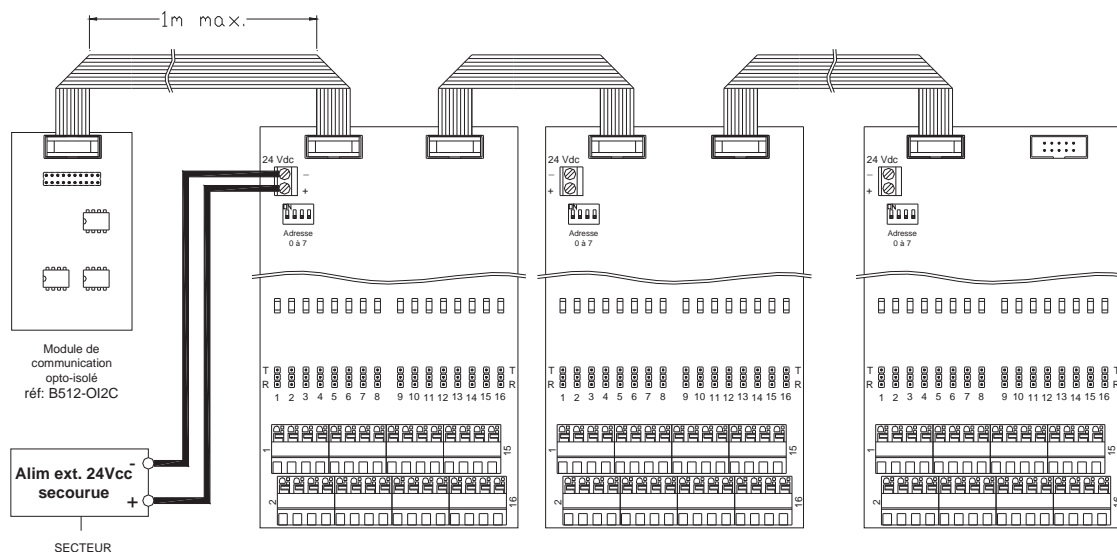 1m max.
24 Vdc
–
+
ON
Adresse
0 à 7
24 Vdc
–
+
ON
Adresse
0 à 7
24 Vdc
–
+
ON
Adresse
0 à 7
Module de
communication
opto-isolé
réf: B512-OI2C
T T
R R
1 2 3 4 5 6 7 8 9 10 11 12 13 14 15 16
1 15
2 16
T T
R R
1 2 3 4 5 6 7 8 9 10 11 12 13 14 15 16
1 15
2 16
T T
R R
1 2 3 4 5 6 7 8 9 10 11 12 13 14 15 16
1 15
2 16
Alim ext. 24Vcc -
secourue +
SECTEUR